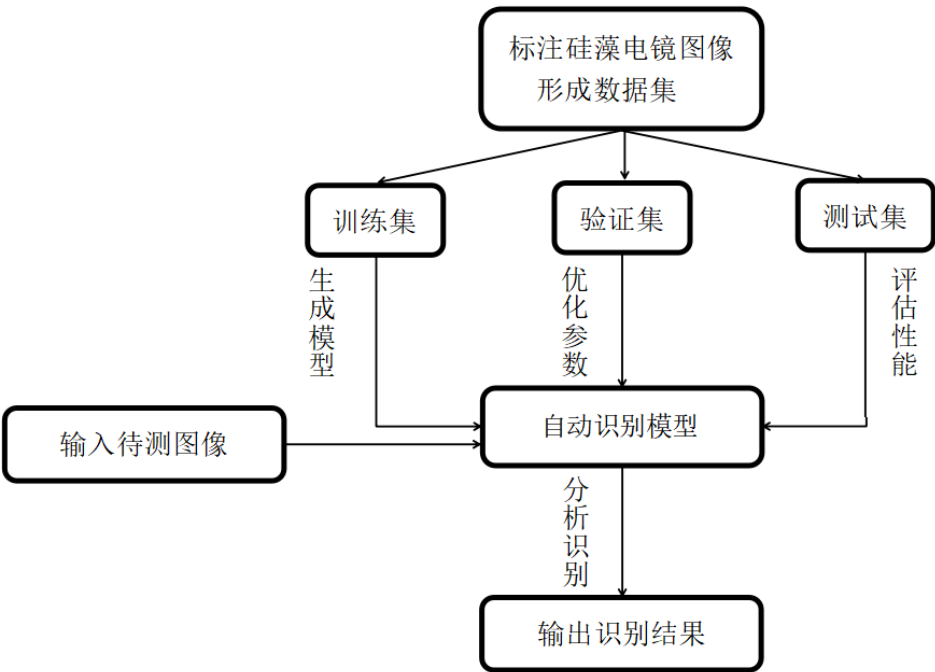 标注硅藻电镜图像
形成数据集
训练集
验证集
测试集
生成模型
优化参数
评估性能
输入待测图像
自动识别模型
分析识别
输出识别结果